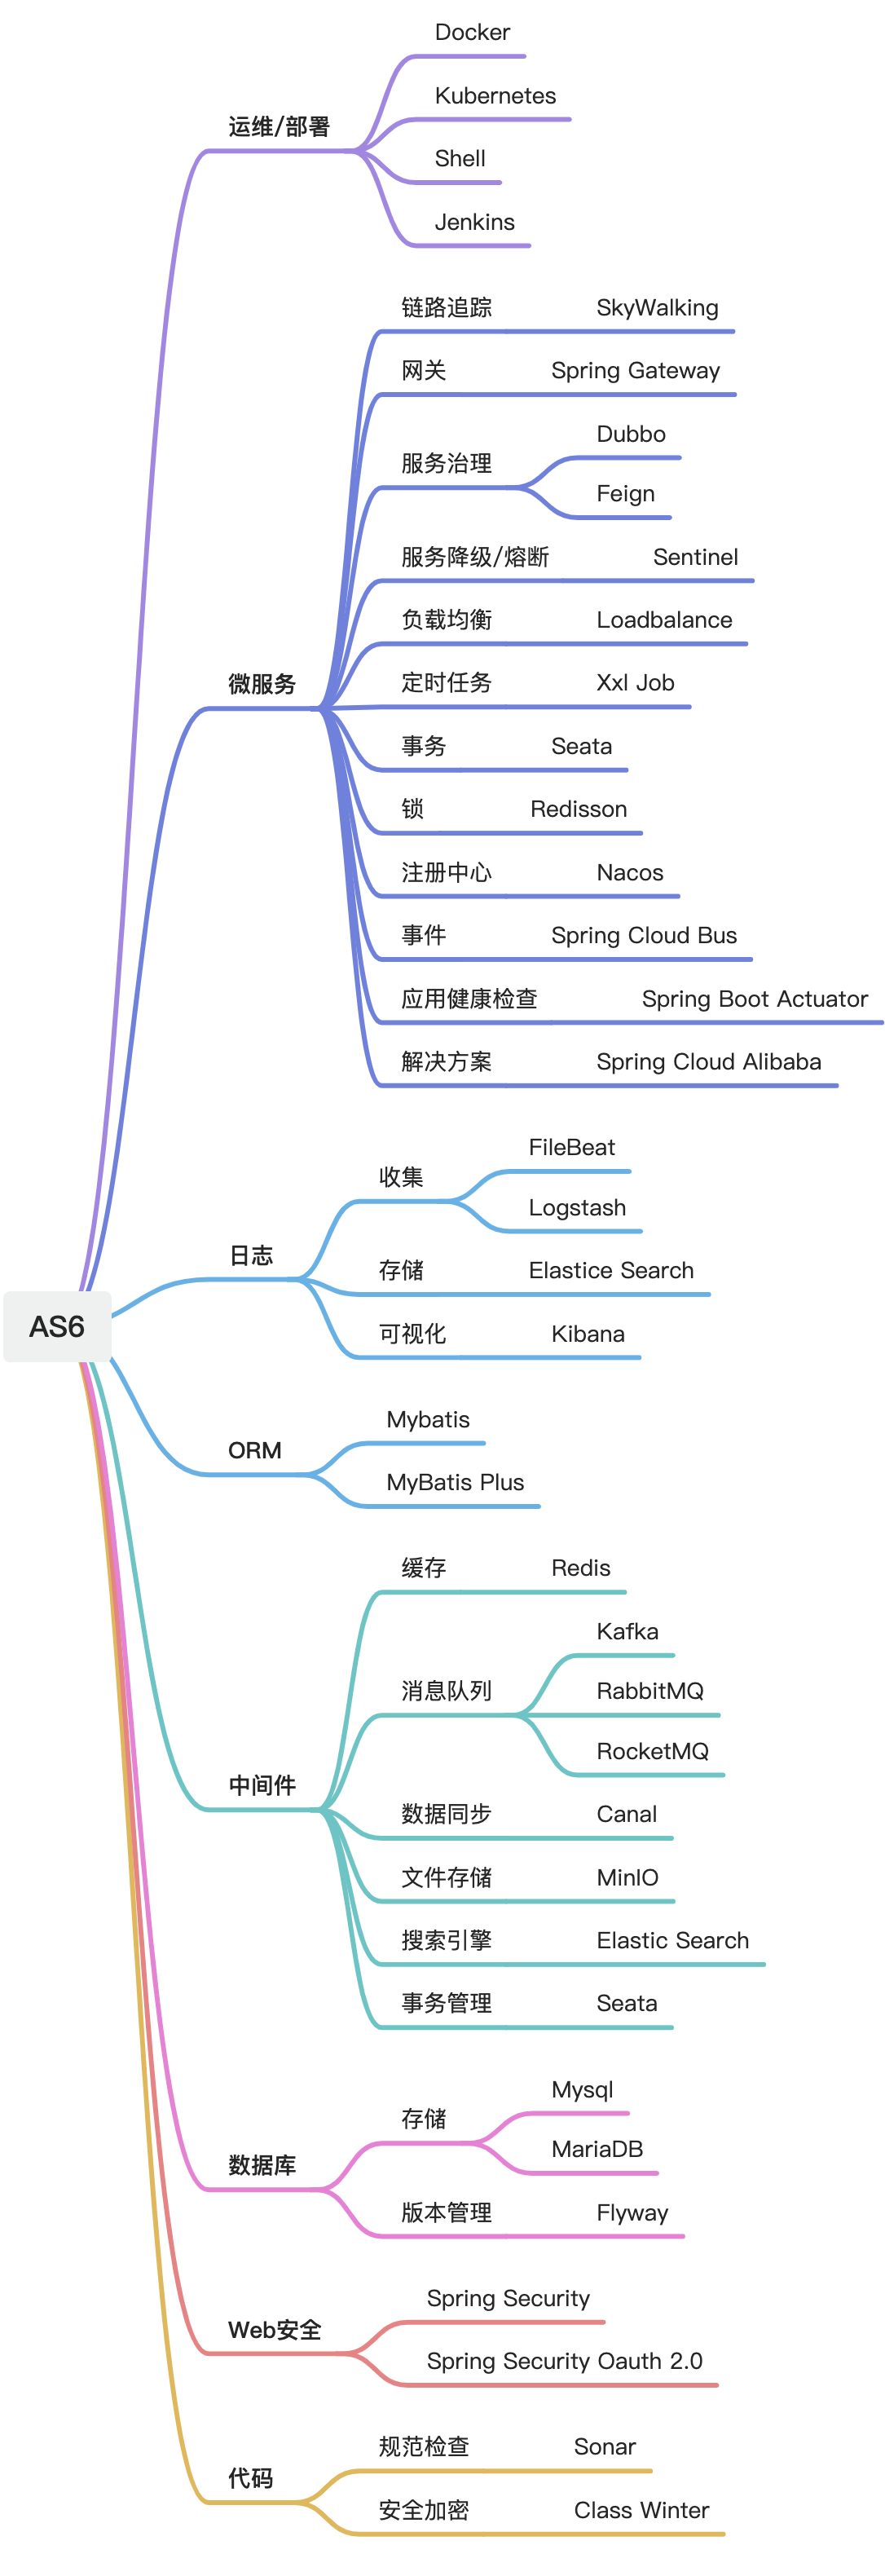 Docker
Kubernetes
运维/部署
Shell
Jenkins
链路追踪 SkyWalking
网关 Spring Gateway
Dubbo
服务治理
Feign
服务降级/熔断 Sentinel
负载均衡 Loadbalance
微服务
定时任务 Xxl Job
事务 Seata
锁 Redisson
注册中心 Nacos
事件 Spring Cloud Bus
应用健康检查 Spring Boot Actuator
解决方案 Spring Cloud Alibaba
FileBeat
收集
Logstash
日志
存储 Elastice Search
AS6
可视化 Kibana
Mybatis
ORM
MyBatis Plus
缓存 Redis
Kafka
消息队列 RabbitMQ
RocketMQ
中间件
数据同步 Canal
文件存储 MinIO
搜索引擎 Elastic Search
事务管理 Seata
Mysql
存储
MariaDB
数据库
版本管理 Flyway
Spring Security
Web安全
Spring Security Oauth 2.0
规范检查 Sonar
代码
安全加密 Class Winter